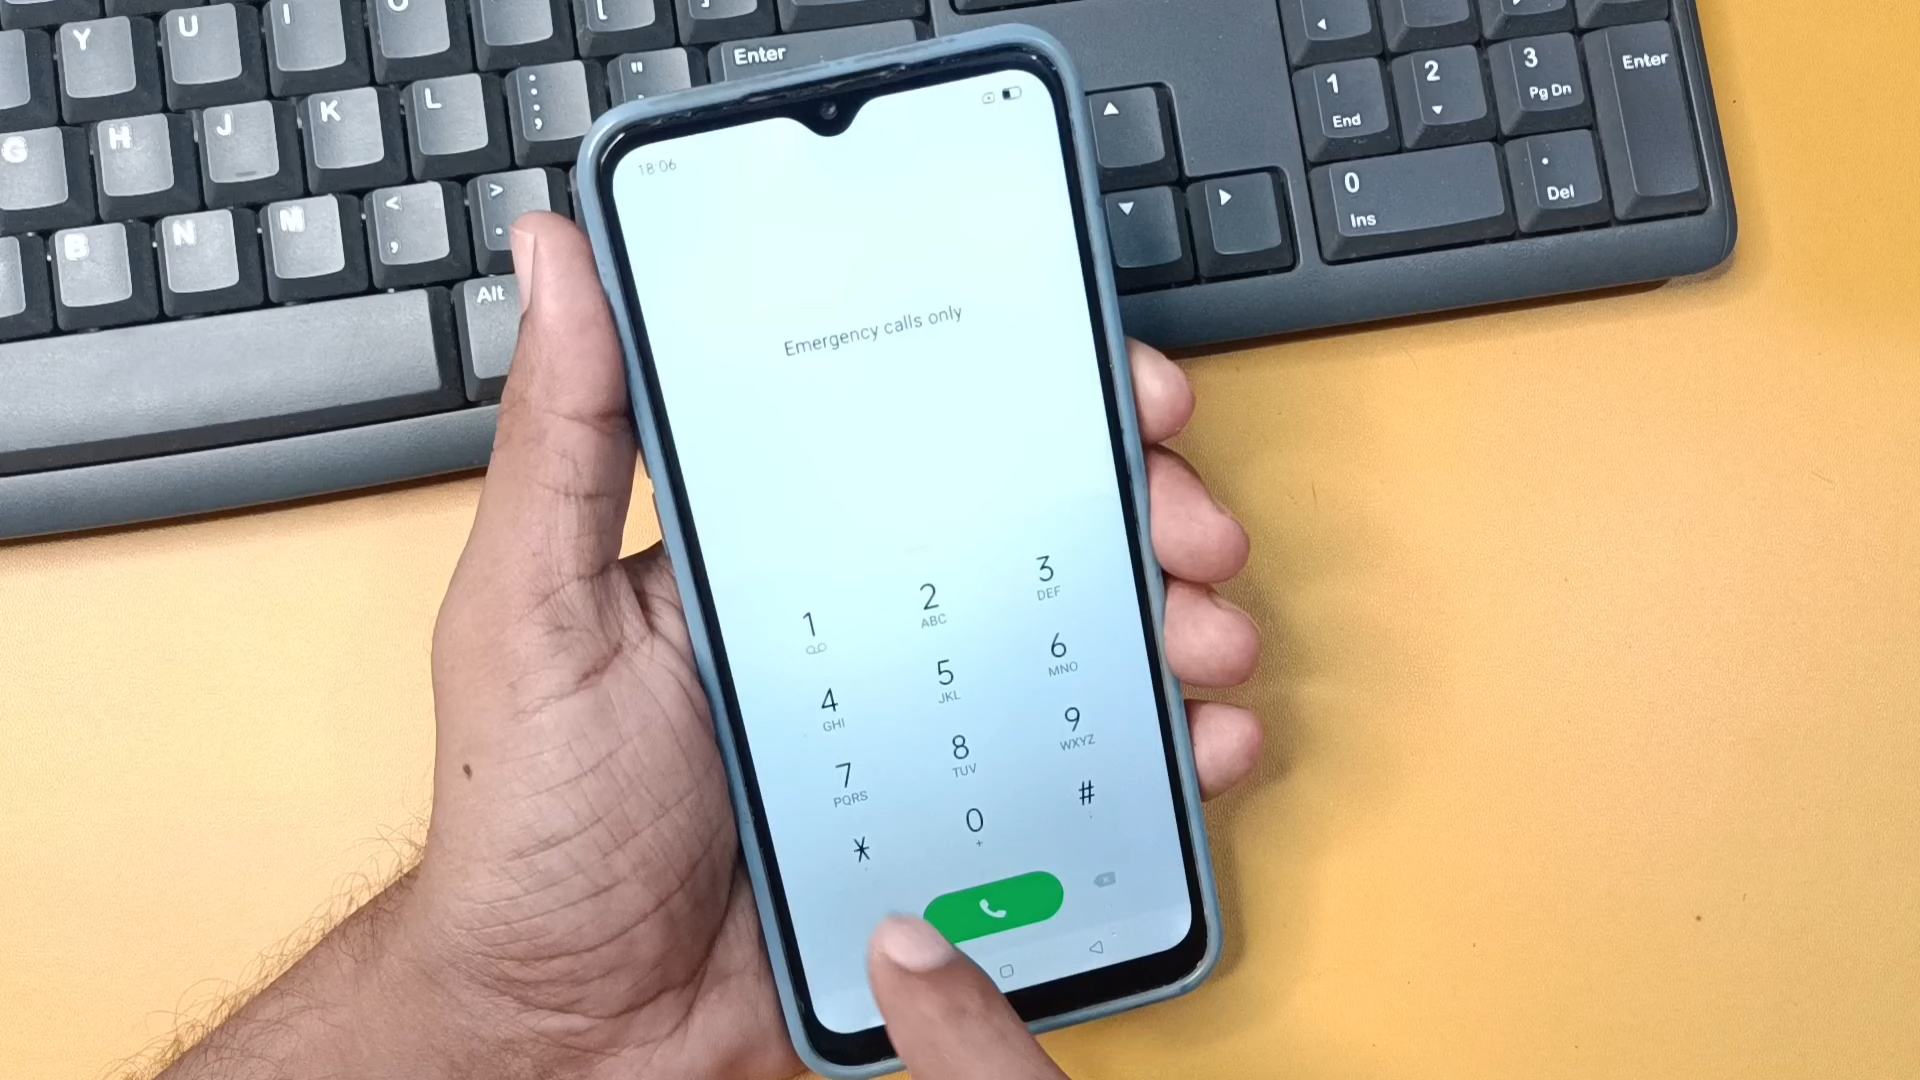 Y U I O [
Enter
G H J K L ; "
B N M < , > .
Alt
1 End 2 3 Pg Dn Enter
0 Ins . Del
18:06
Emergency calls only
1 2 ABC 3 DEF
4 GHI 5 JKL 6 MNO
7 PQRS 8 TUV 9 WXYZ
* 0 + #